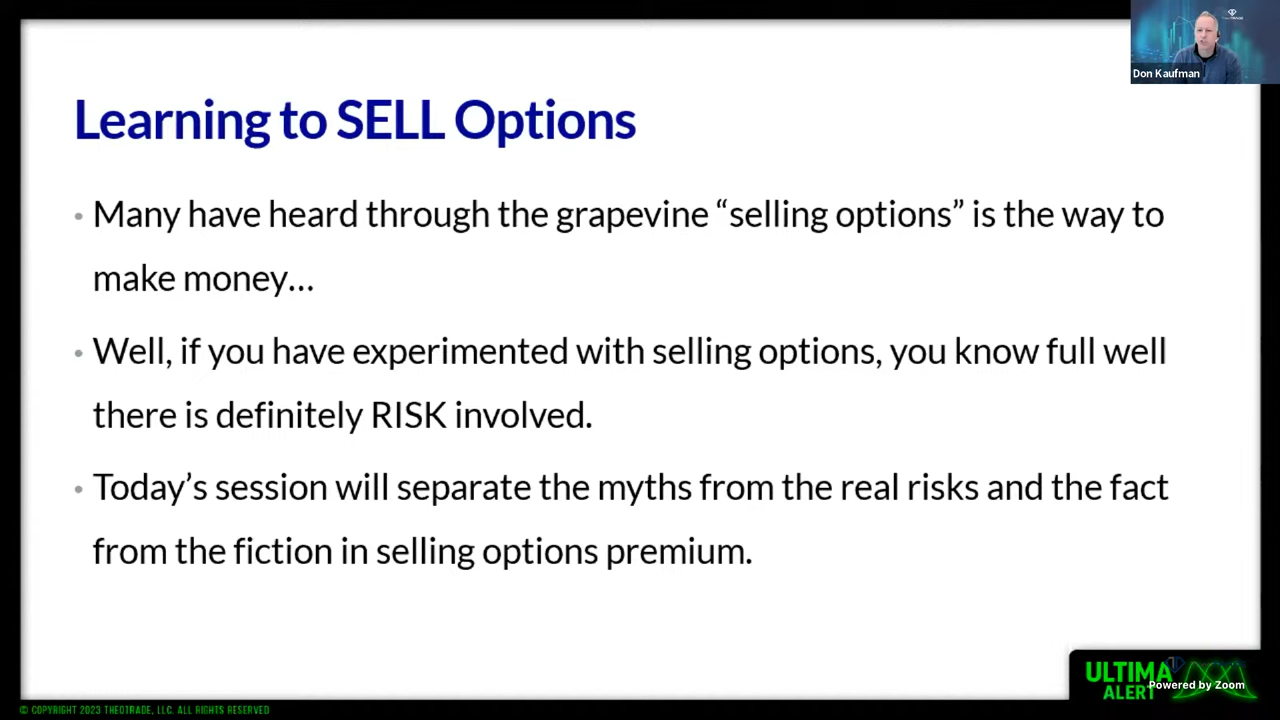 Don Kaufman
Learning to SELL Options
• Many have heard through the grapevine “selling options” is the way to
make money…
• Well, if you have experimented with selling options, you know full well
there is definitely RISK involved.
• Today’s session will separate the myths from the real risks and the fact
from the fiction in selling options premium.
ULTIMA
ALERT
Powered by Zoom
© COPYRIGHT 2023 THEOTRADE, LLC. ALL RIGHTS RESERVED